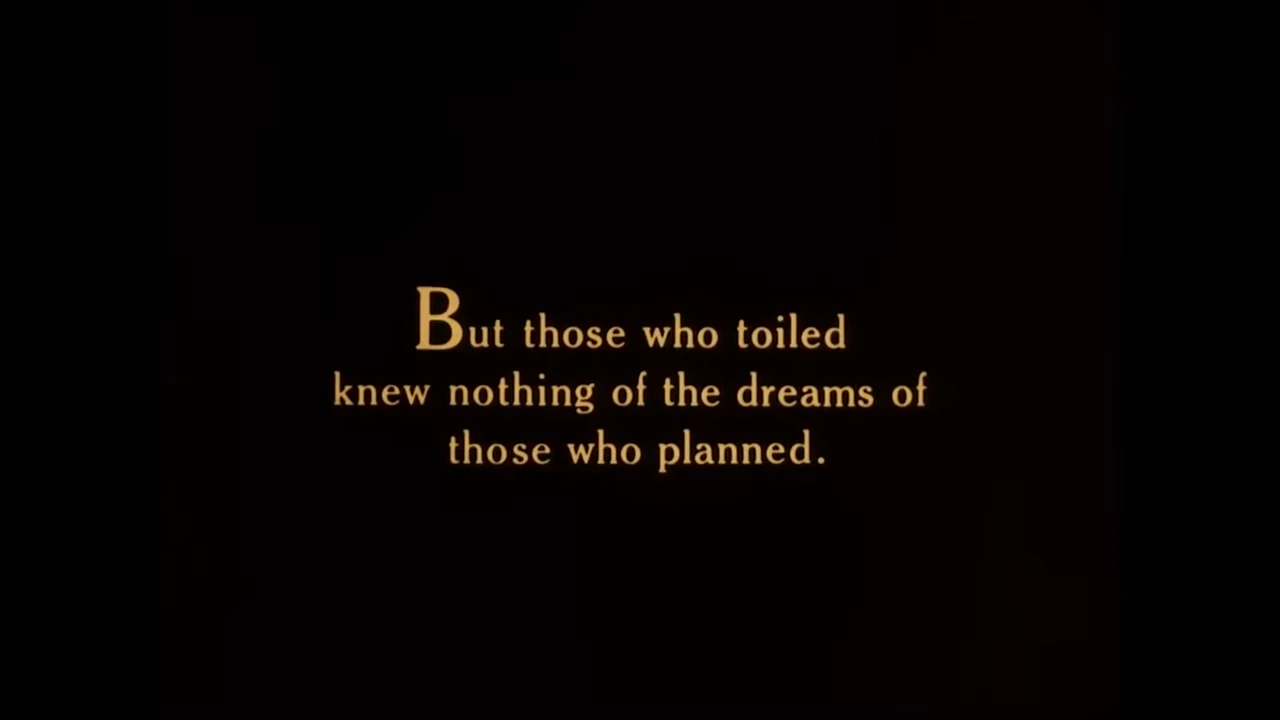 But those who toiled
knew nothing of the dreams of
those who planned.